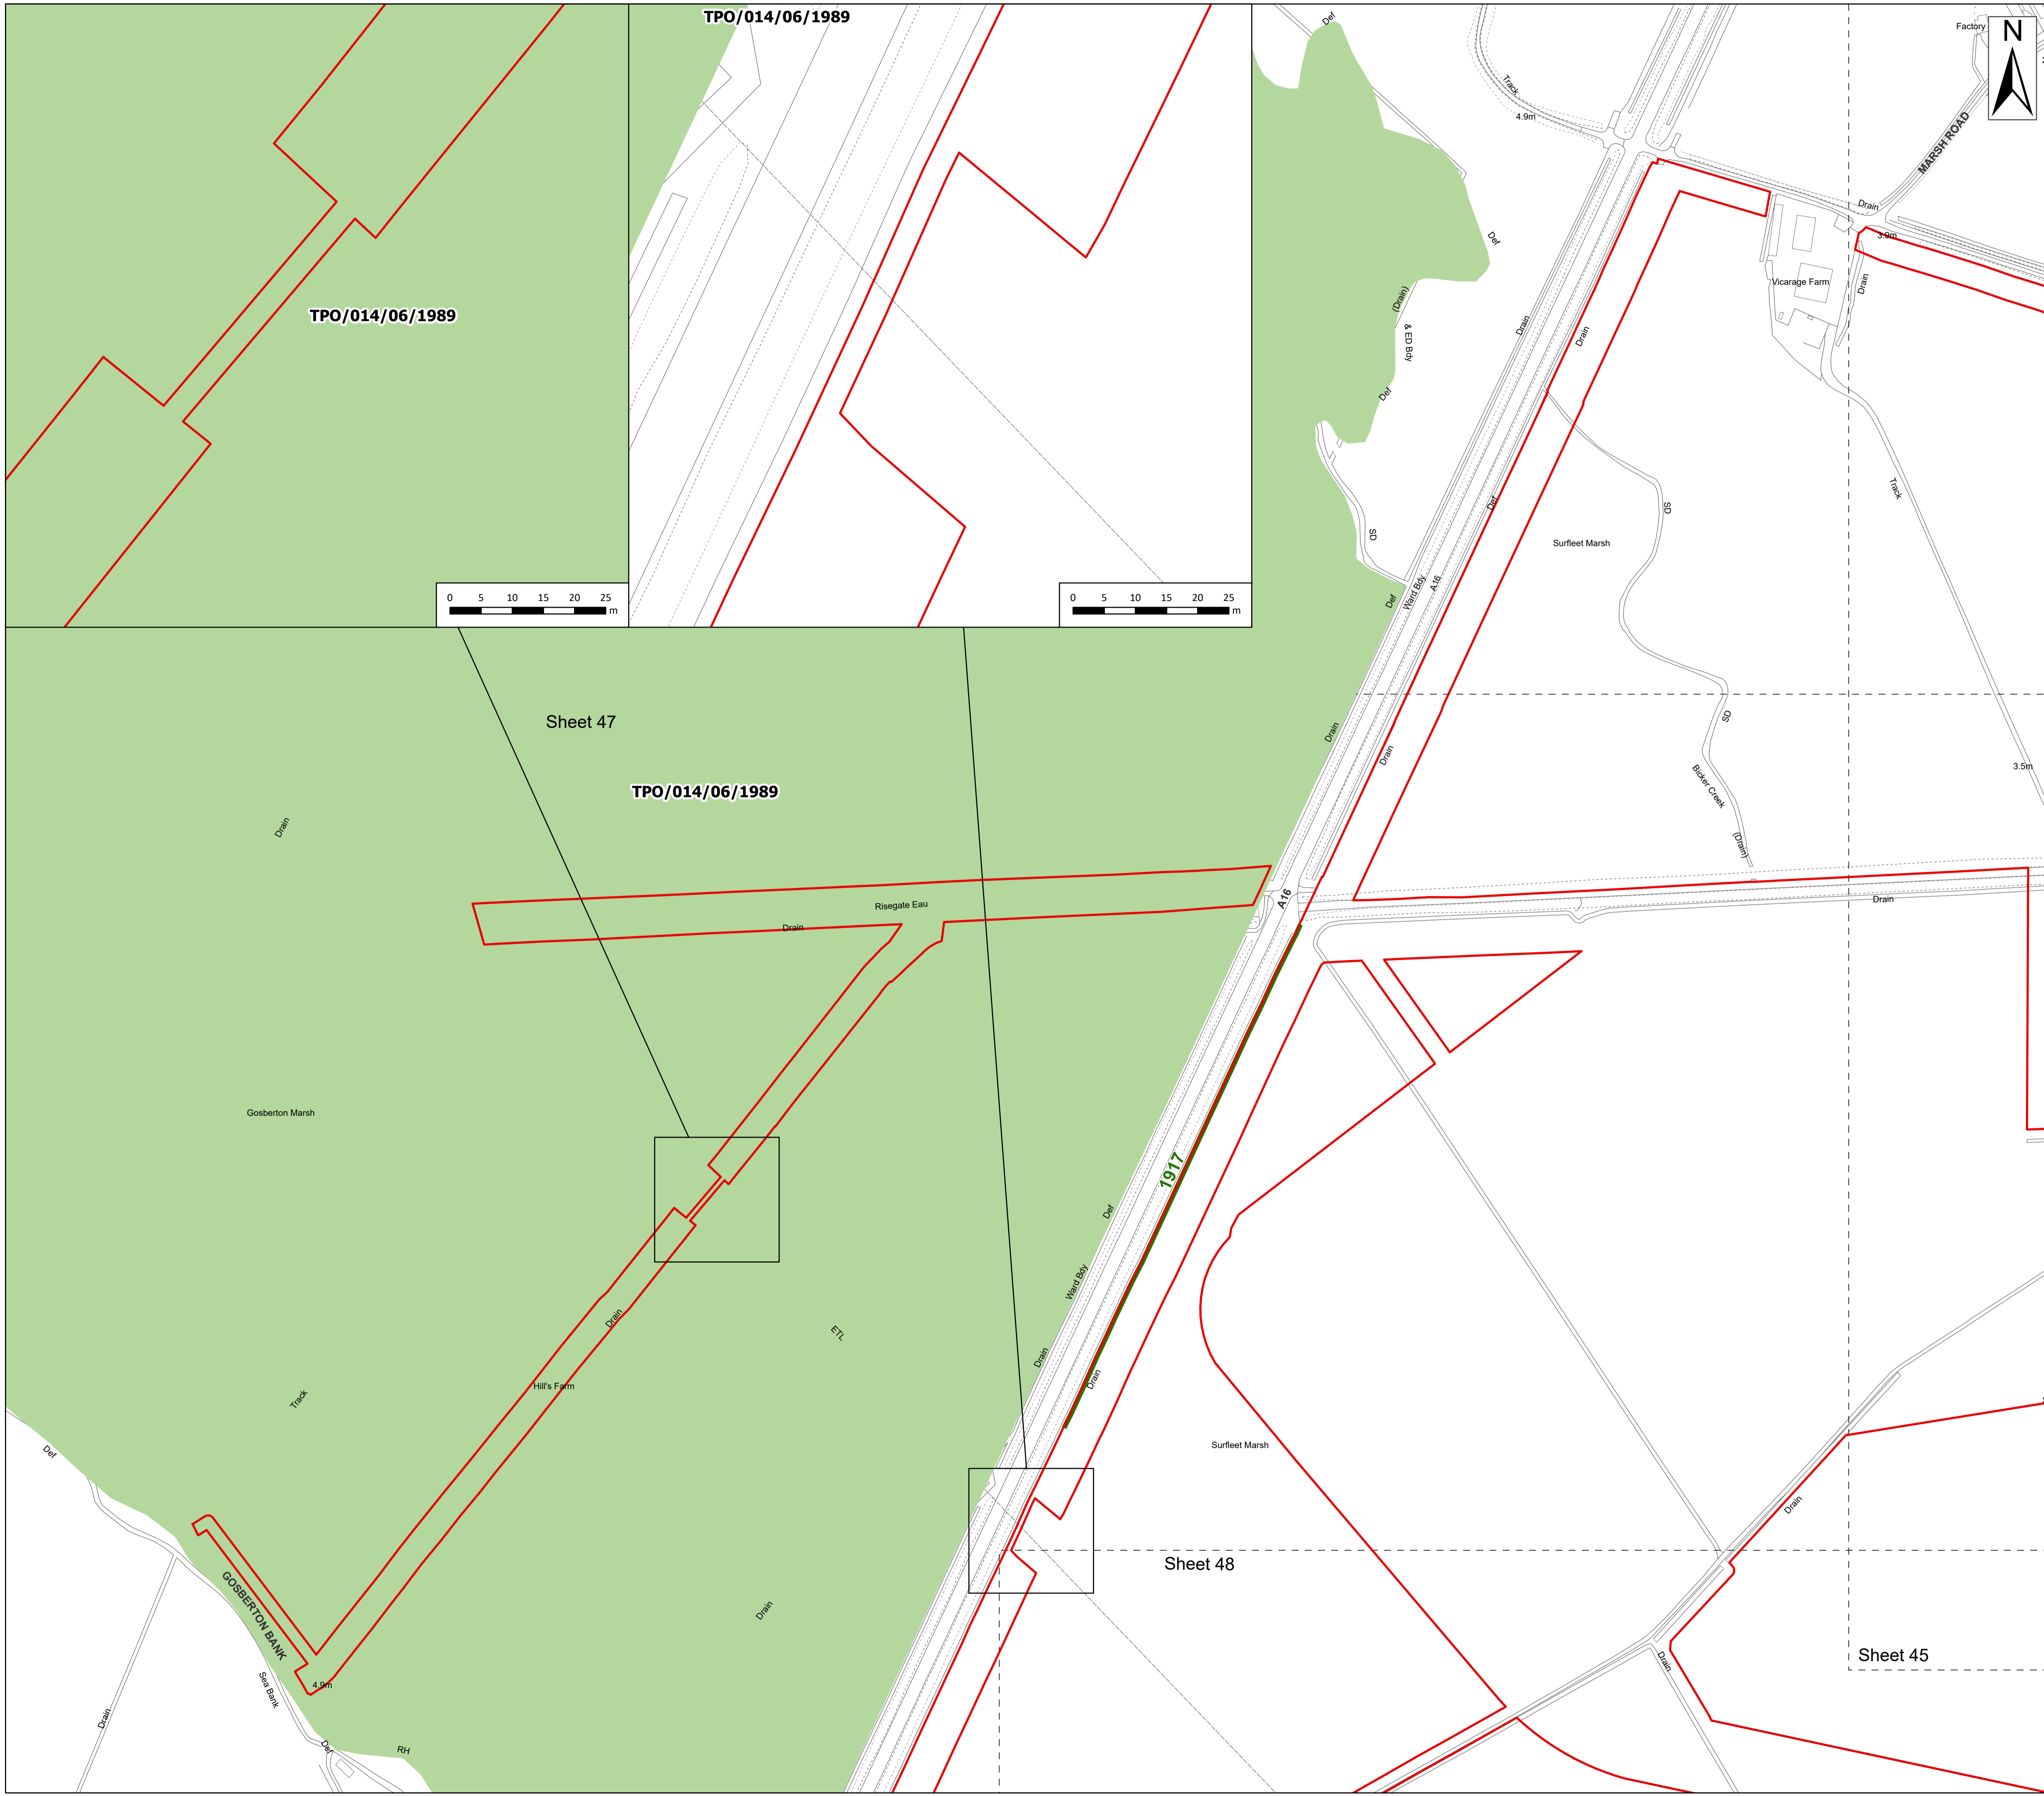 TPO/014/06/1989
Def
Factory
N
Track
4.9m
MARSH ROAD
Drain
3.9m
Def
Vicarage Farm
Drain
(Drain)
& ED Bdy
TPO/014/06/1989
Drain
Drain
Def
Track
Def
SD
SD
Surfleet Marsh
Ward Bdy
A16
Def
0 5 10 15 20 25
m
0 5 10 15 20 25
m
Sheet 47
SD
Drain
Drain
3.5m
Bicker Creek
(Drain)
TPO/014/06/1989
Drain
A16
Risegate Eau
Drain
Drain
Gosberton Marsh
1917
Def
Ward Bdy
Drain
ETL
Drain
Drain
Hill's Farm
Track
Surfleet Marsh
Def
Drain
Sheet 48
GOSBERTON BANK
Drain
Sheet 45
Drain
4.9m
Sea Bank
Drain
Def
RH